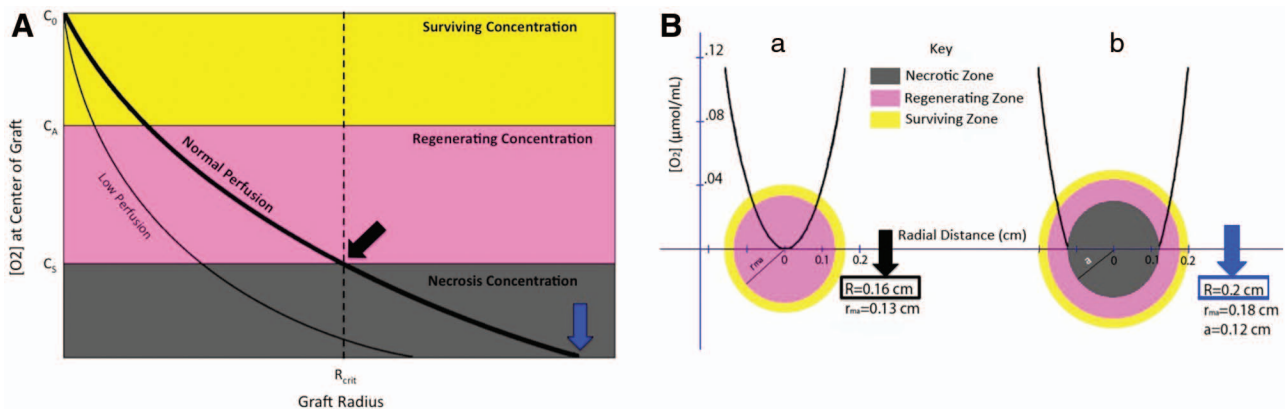 A
[O2] at Center of Graft
C0
CA
CS
Surviving Concentration
Regenerating Concentration
Necrosis Concentration
Normal Perfusion
Low Perfusion
Rcrit
Graft Radius
B
a
b
[O₂] (µmol/mL)
.12
.08
.04
Key
Necrotic Zone
Regenerating Zone
Surviving Zone
Radial Distance (cm)
rma
0
0.1
0.2
R=0.16 cm
rma=0.13 cm
a
0
0.1
0.2
R=0.2 cm
rma=0.18 cm
a=0.12 cm